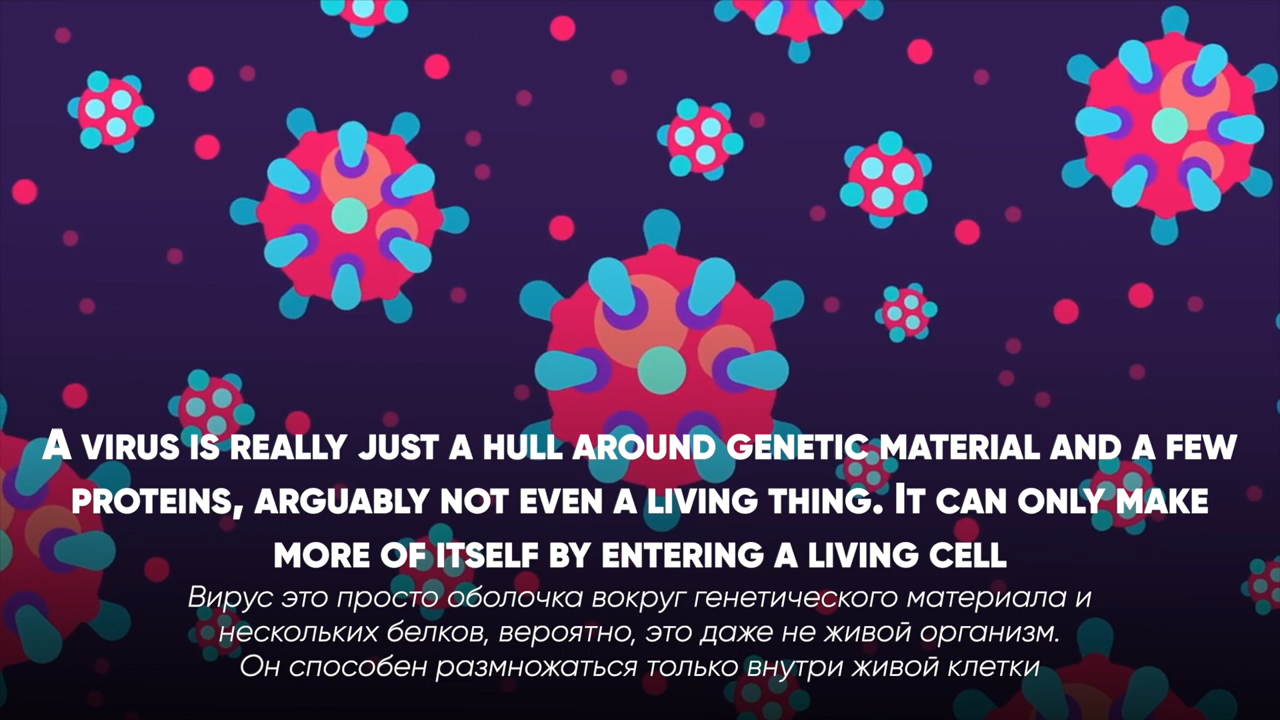 A VIRUS IS REALLY JUST A HULL AROUND GENETIC MATERIAL AND A FEW
PROTEINS, ARGUABLY NOT EVEN A LIVING THING. IT CAN ONLY MAKE
MORE OF ITSELF BY ENTERING A LIVING CELL
Вирус это просто оболочка вокруг генетического материала и
нескольких белков, вероятно, это даже не живой организм.
Он способен размножаться только внутри живой клетки